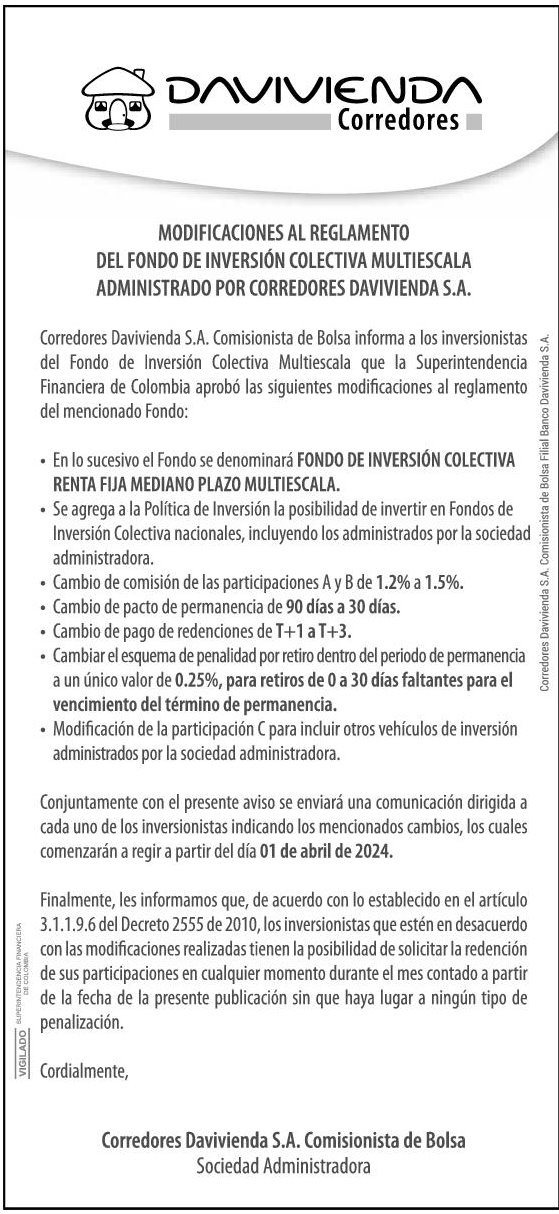 DAVIVIENDA
Corredores
MODIFICACIONES AL REGLAMENTO
DEL FONDO DE INVERSIÓN COLECTIVA MULTIESCALA
ADMINISTRADO POR CORREDORES DAVIVIENDA S.A.
Corredores Davivienda S.A. Comisionista de Bolsa informa a los inversionistas
del Fondo de Inversión Colectiva Multiescala que la Superintendencia
Financiera de Colombia aprobó las siguientes modificaciones al reglamento
del mencionado Fondo:
• En lo sucesivo el Fondo se denominará FONDO DE INVERSIÓN COLECTIVA
RENTA FIJA MEDIANO PLAZO MULTIESCALA.
• Se agrega a la Política de Inversión la posibilidad de invertir en Fondos de
Inversión Colectiva nacionales, incluyendo los administrados por la sociedad
administradora.
• Cambio de comisión de las participaciones A y B de 1.2% a 1.5%.
• Cambio de pacto de permanencia de 90 días a 30 días.
• Cambio de pago de redenciones de T+1 a T+3.
• Cambiar el esquema de penalidad por retiro dentro del periodo de permanencia
a un único valor de 0.25%, para retiros de 0 a 30 días faltantes para el
vencimiento del término de permanencia.
• Modificación de la participación C para incluir otros vehículos de inversión
administrados por la sociedad administradora.
Conjuntamente con el presente aviso se enviará una comunicación dirigida a
cada uno de los inversionistas indicando los mencionados cambios, los cuales
comenzarán a regir a partir del día 01 de abril de 2024.
Finalmente, les informamos que, de acuerdo con lo establecido en el artículo
3.1.1.9.6 del Decreto 2555 de 2010, los inversionistas que estén en desacuerdo
con las modificaciones realizadas tienen la posibilidad de solicitar la redención
de sus participaciones en cualquier momento durante el mes contado a partir
de la fecha de la presente publicación sin que haya lugar a ningún tipo de
penalización.
Cordialmente,
Corredores Davivienda S.A. Comisionista de Bolsa
Sociedad Administradora
Corredores Davivienda S.A. Comisionista de Bolsa Filial Banco Davivienda S.A.
VIGILADO
SUPERINTENDENCIA FINANCIERA
DE COLOMBIA